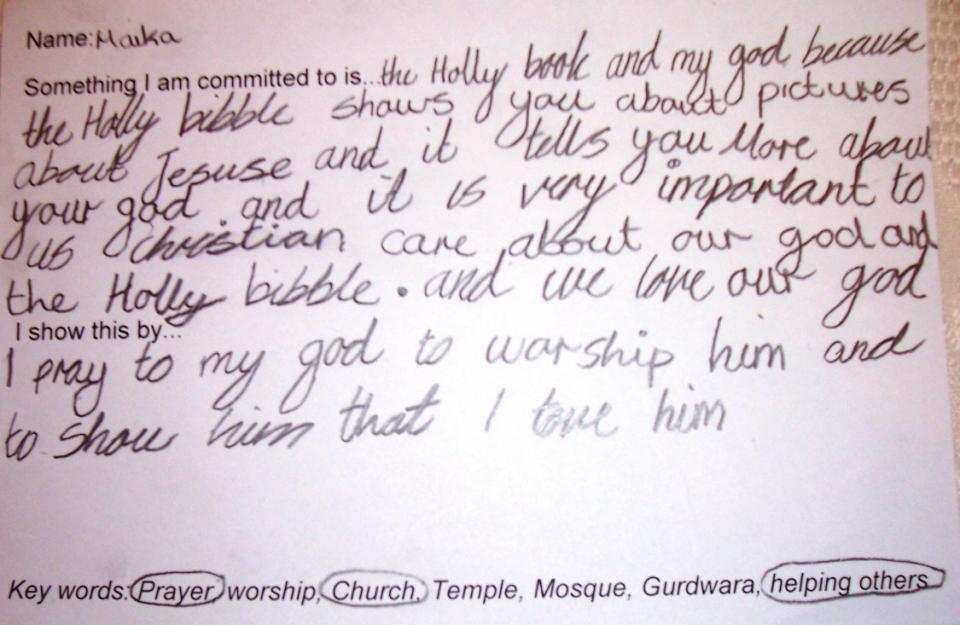 Name: Maika
Something I am committed to is...the Holly book and my god because
the Holly bibble shows you about pictures
about Jesuse and it tells you More about
your god . and it is very important to
us christian care about our god and
the Holly bibble . and we love our god
I show this by...
I pray to my god to warship him and
to show him that I love him
Key words: Prayer, worship, Church, Temple, Mosque, Gurdwara, helping others